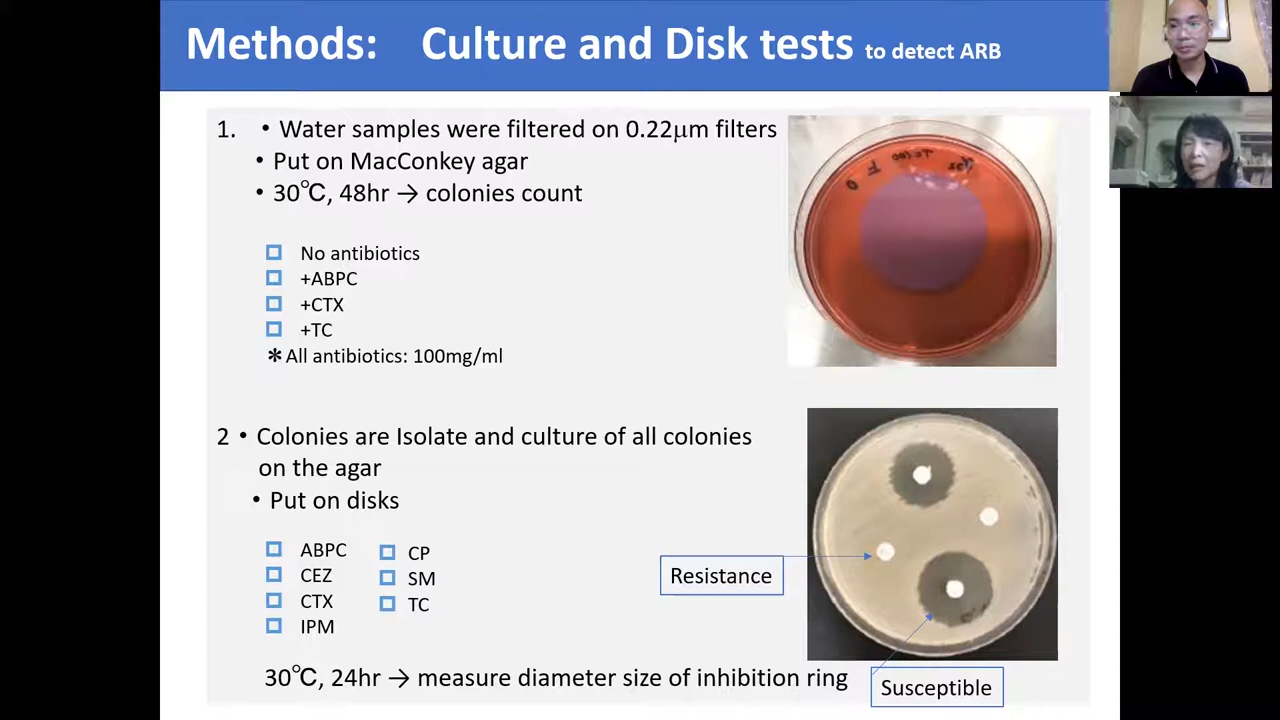 Methods: Culture and Disk tests to detect ARB
1. • Water samples were filtered on 0.22µm filters
• Put on MacConkey agar
• 30℃, 48hr → colonies count
No antibiotics
+ABPC
+CTX
+TC
✻All antibiotics: 100mg/ml
2 • Colonies are Isolate and culture of all colonies
on the agar
• Put on disks
ABPC
CEZ
CTX
IPM
CP
SM
TC
Resistance
30℃, 24hr → measure diameter size of inhibition ring
Susceptible